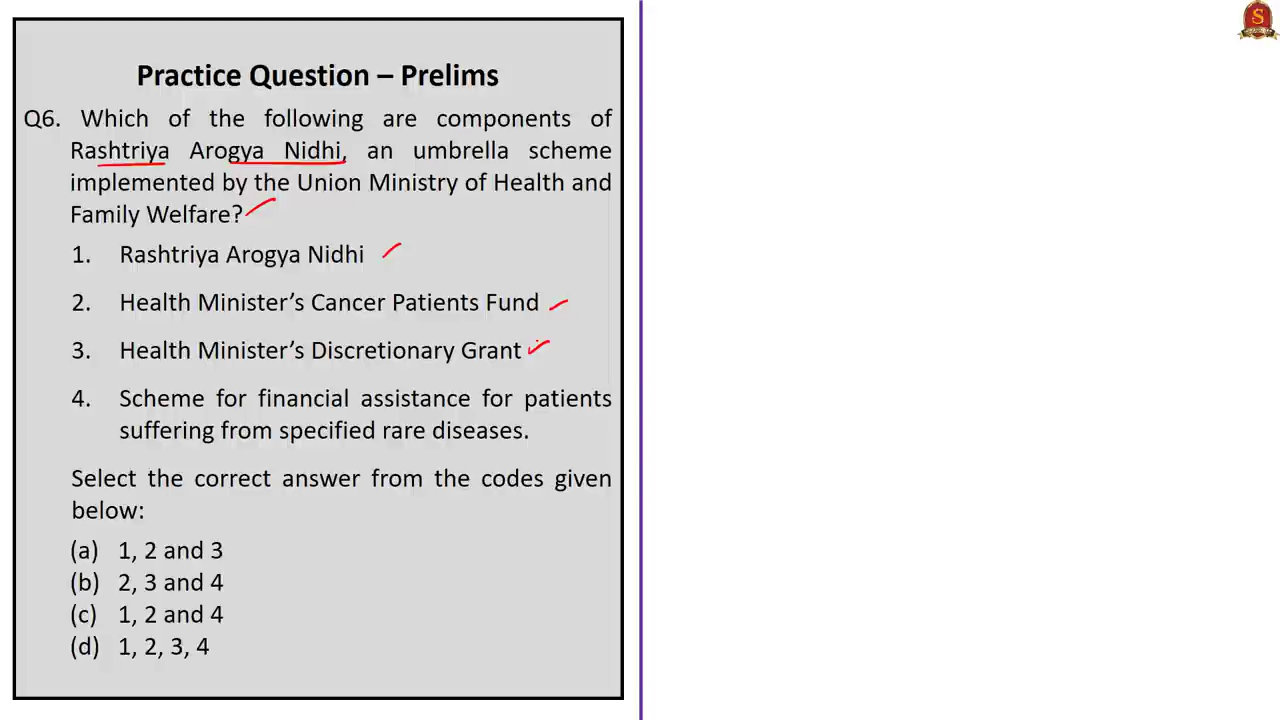 Practice Question – Prelims
Q6. Which of the following are components of
Rashtriya Arogya Nidhi, an umbrella scheme
implemented by the Union Ministry of Health and
Family Welfare?
1. Rashtriya Arogya Nidhi
2. Health Minister’s Cancer Patients Fund
3. Health Minister’s Discretionary Grant
4. Scheme for financial assistance for patients
suffering from specified rare diseases.
Select the correct answer from the codes given
below:
(a) 1, 2 and 3
(b) 2, 3 and 4
(c) 1, 2 and 4
(d) 1, 2, 3, 4
S